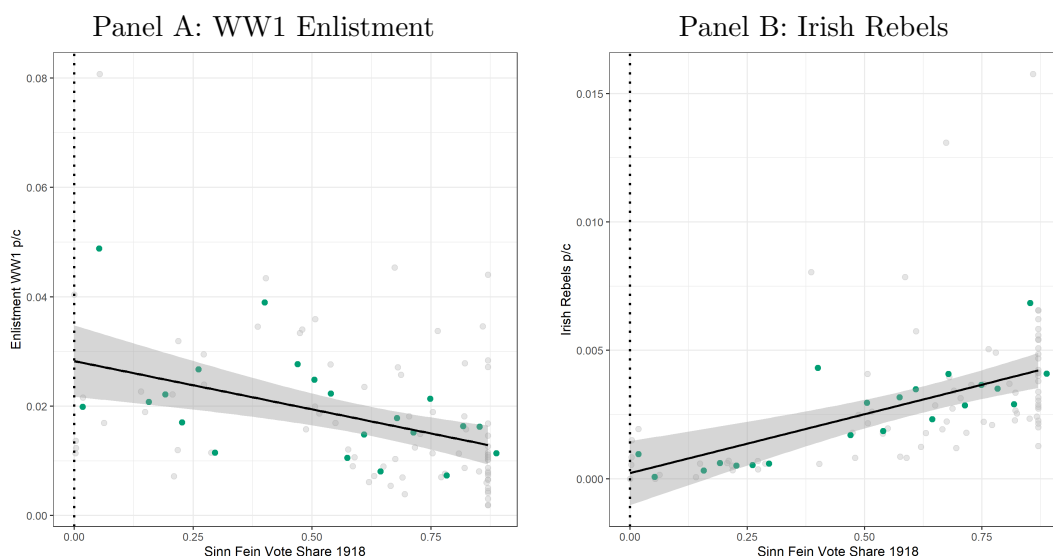 Panel A: WW1 Enlistment
Enlistment WW1 p/c
0.08
0.06
0.04
0.02
0.00
0.00 0.25 0.50 0.75
Sinn Fein Vote Share 1918
Panel B: Irish Rebels
Irish Rebels p/c
0.015
0.010
0.005
0.000
0.00 0.25 0.50 0.75
Sinn Fein Vote Share 1918